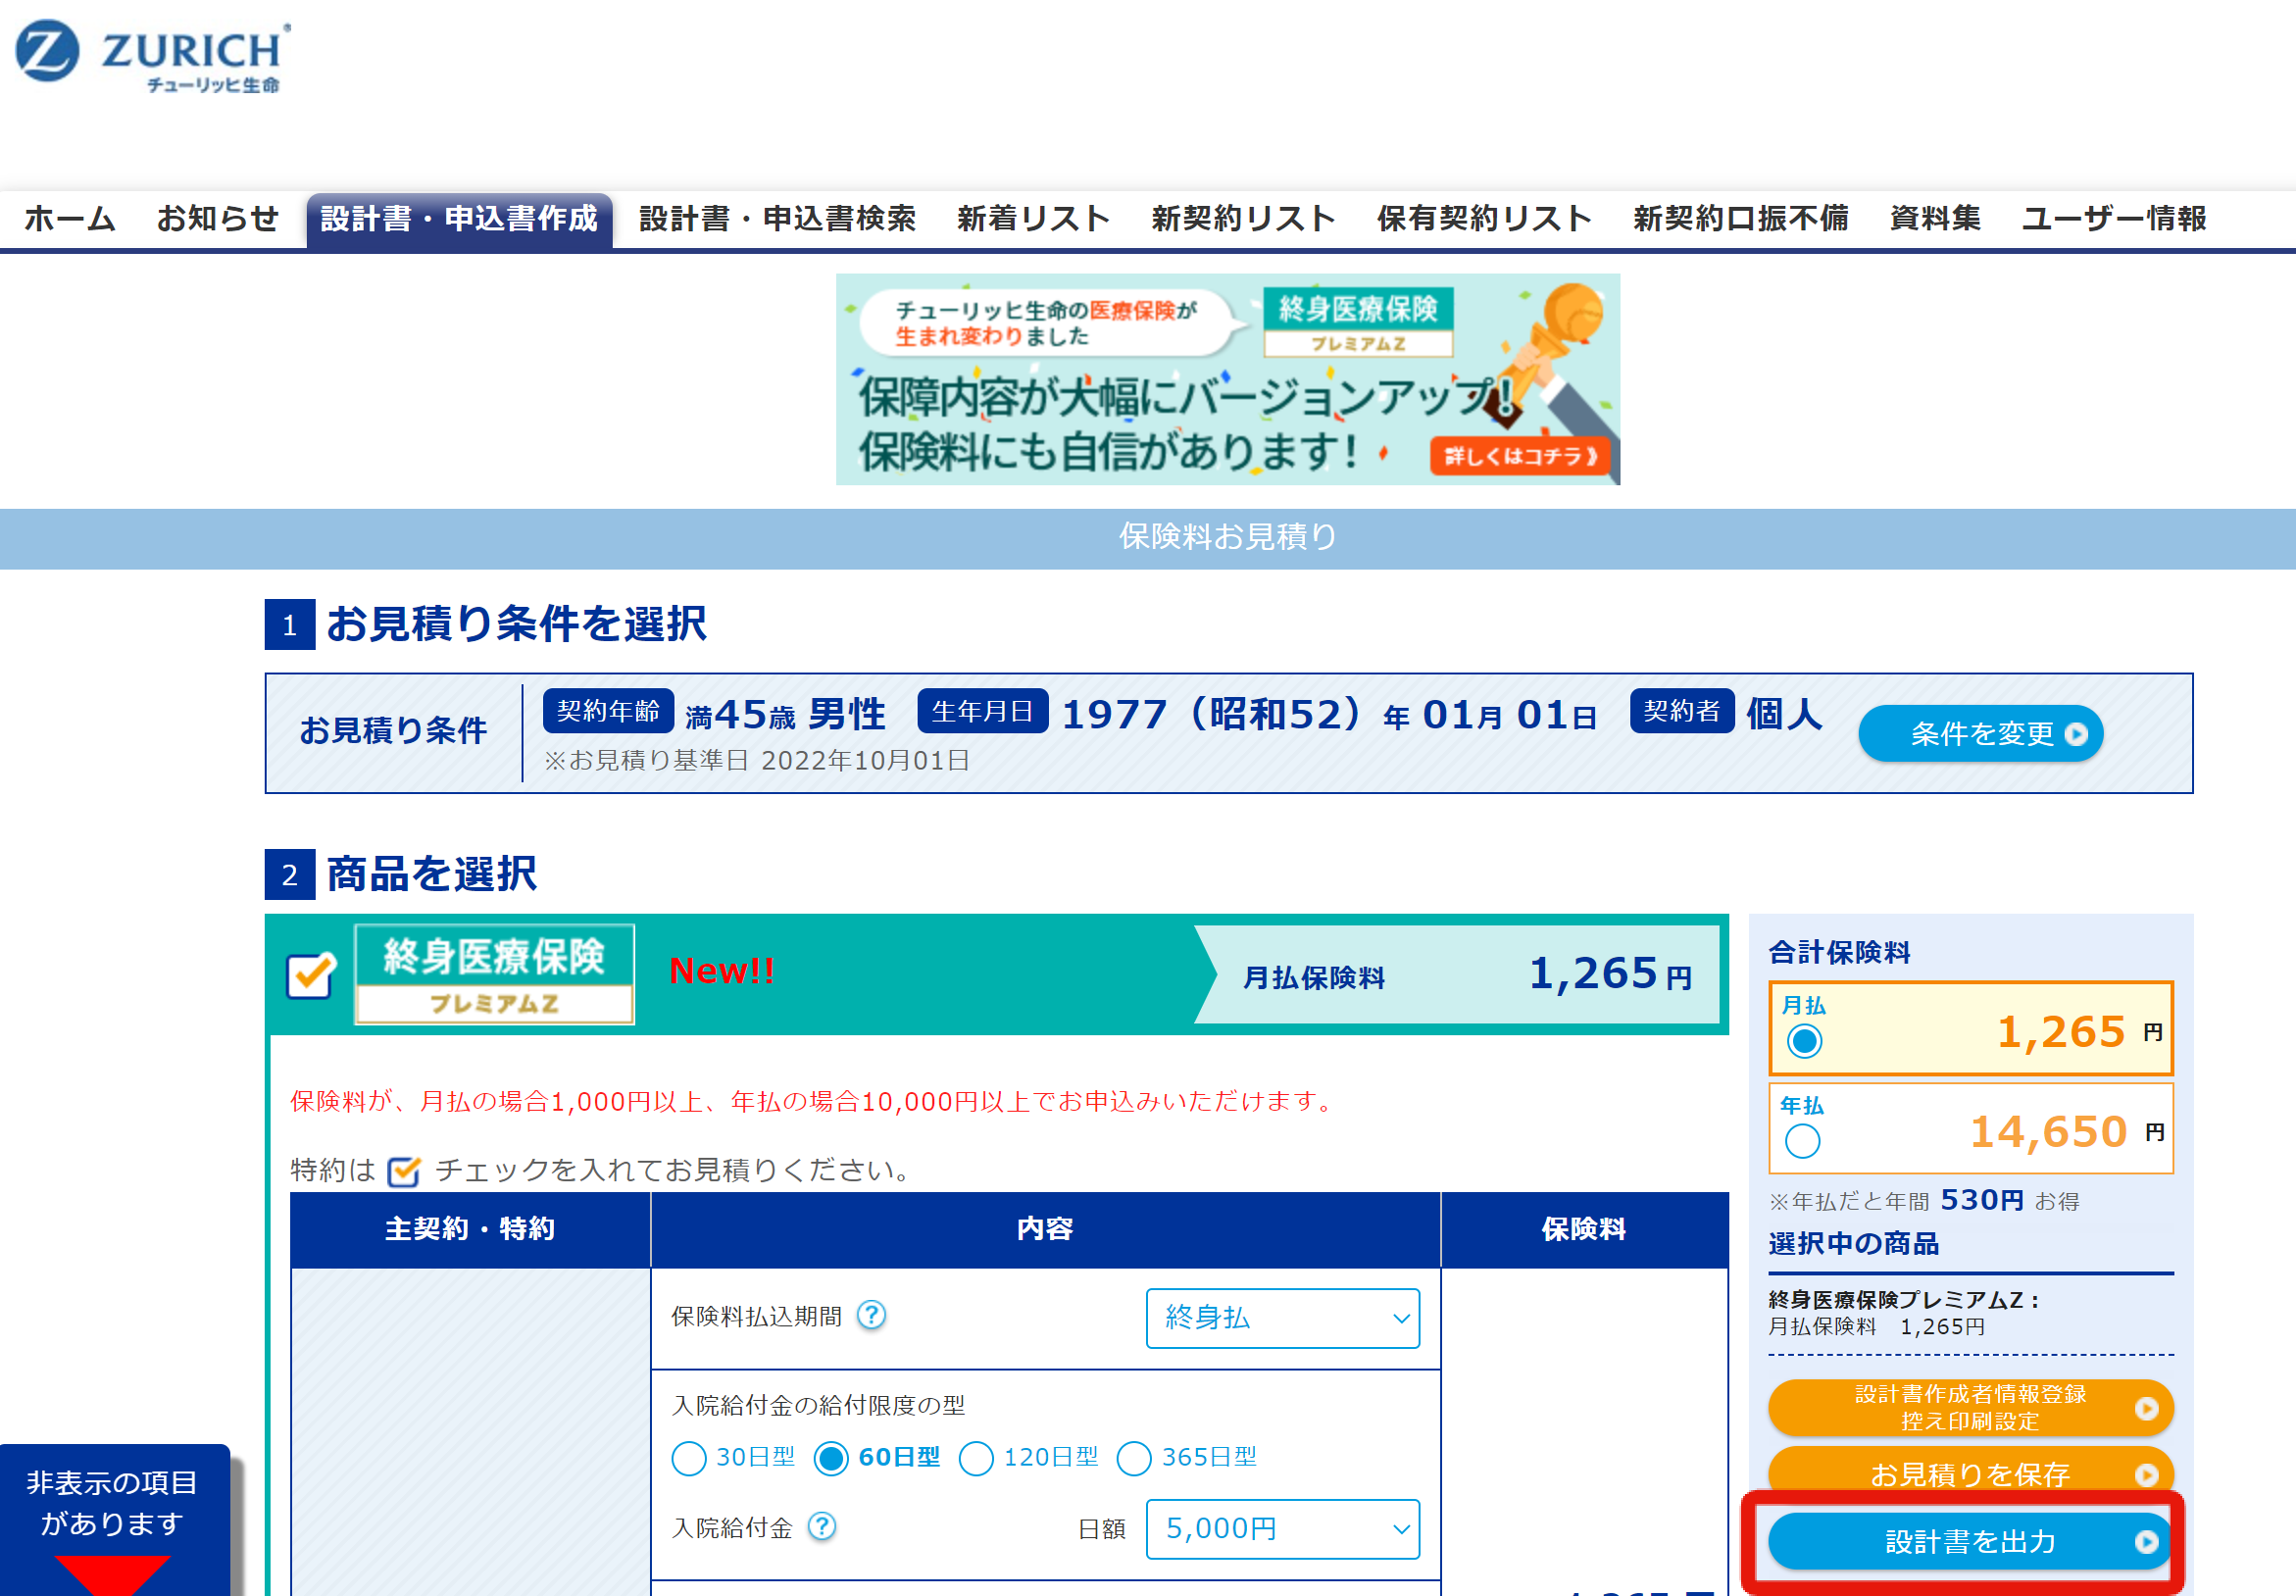 ZURICH®
チューリッヒ生命
ホーム お知らせ 設計書・申込書作成 設計書・申込書検索 新着リスト 新契約リスト 保有契約リスト 新契約口振不備 資料集 ユーザー情報
チューリッヒ生命の医療保険が
生まれ変わりました
終身医療保険
プレミアムZ
保障内容が大幅にバージョンアップ!
保険料にも自信があります!
詳しくはコチラ》
保険料お見積り
1 お見積り条件を選択
お見積り条件
契約年齢 満45歳 男性 生年月日 1977（昭和52）年 01月 01日 契約者 個人
※お見積り基準日 2022年10月01日
条件を変更
2 商品を選択
終身医療保険
プレミアムZ
New!!
月払保険料 1,265 円
保険料が、月払の場合1,000円以上、年払の場合10,000円以上でお申込みいただけます。
特約は チェックを入れてお見積りください。
主契約・特約 内容 保険料
保険料払込期間 ? 終身払
入院給付金の給付限度の型
30日型 60日型 120日型 365日型
入院給付金 ? 日額 5,000円
合計保険料
月払
1,265 円
年払
14,650 円
※年払だと年間 530円 お得
選択中の商品
終身医療保険プレミアムZ：
月払保険料 1,265円
設計書作成者情報登録
控え印刷設定
お見積りを保存
設計書を出力
非表示の項目
があります